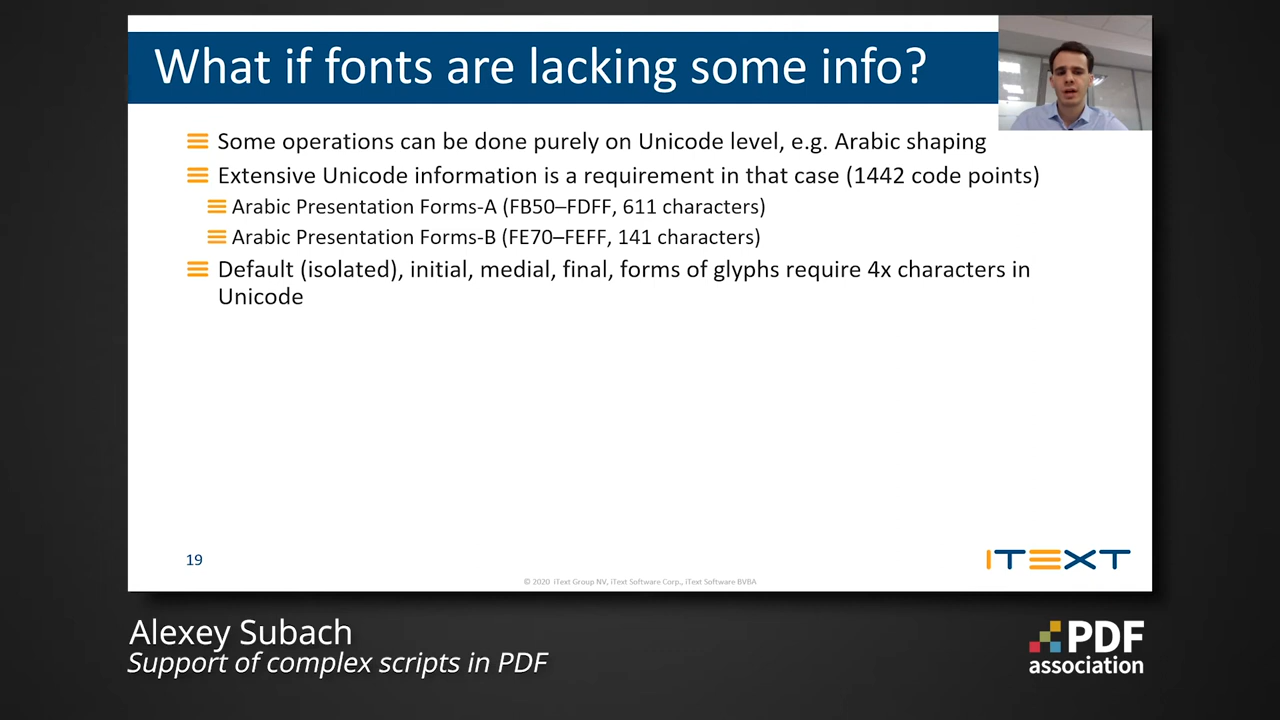 What if fonts are lacking some info?
Some operations can be done purely on Unicode level, e.g. Arabic shaping
Extensive Unicode information is a requirement in that case (1442 code points)
Arabic Presentation Forms-A (FB50–FDFF, 611 characters)
Arabic Presentation Forms-B (FE70–FEFF, 141 characters)
Default (isolated), initial, medial, final, forms of glyphs require 4x characters in
Unicode
19
ITEXT
© 2020 iText Group NV, iText Software Corp., iText Software BVBA
Alexey Subach
Support of complex scripts in PDF
PDF
association